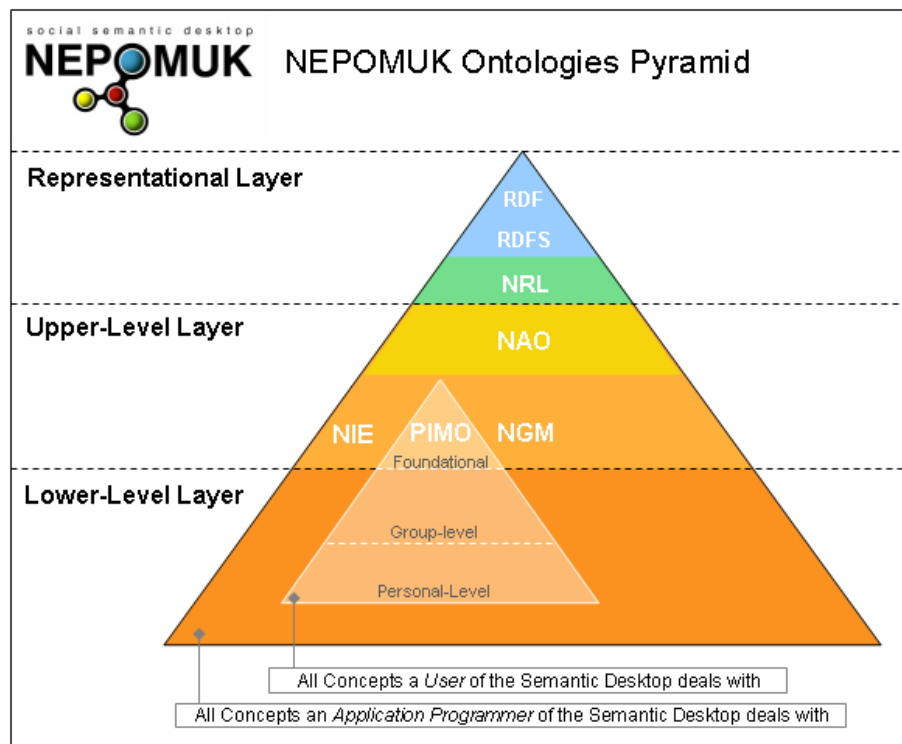 social semantic desktop
NEPOMUK
NEPOMUK Ontologies Pyramid
Representational Layer
RDF
RDFS
NRL
Upper-Level Layer
NAO
NIE PIMO NGM
Foundational
Lower-Level Layer
Group-level
Personal-Level
All Concepts a User of the Semantic Desktop deals with
All Concepts an Application Programmer of the Semantic Desktop deals with